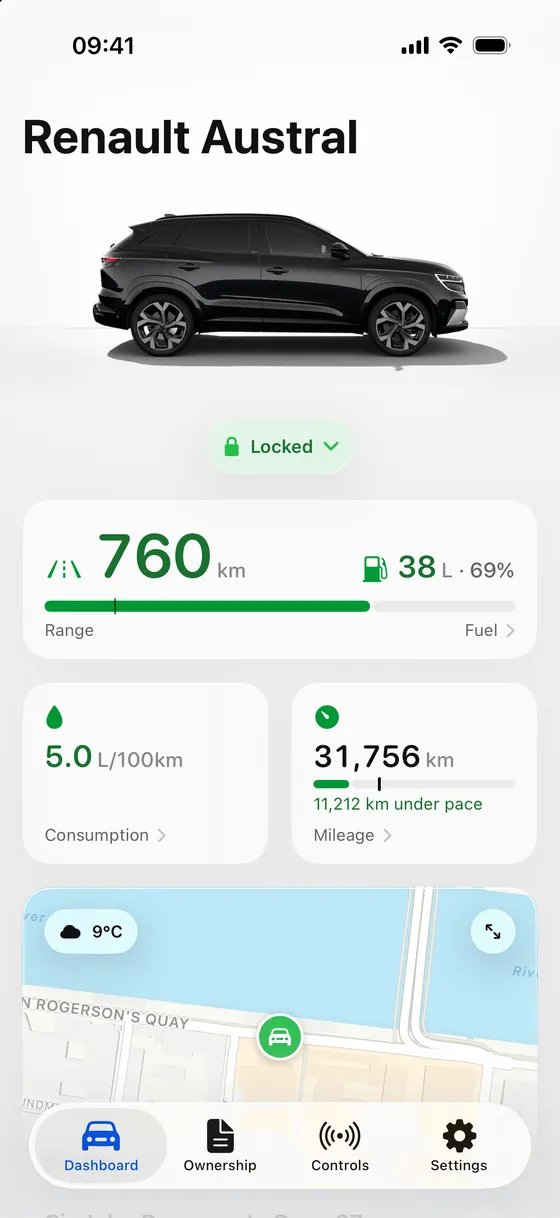 09:41
Renault Austral
Locked
760 km
38 L · 69%
Range
Fuel
5.0 L/100km
Consumption
31,756 km
11,212 km under pace
Mileage
9°C
N ROGERSON'S QUAY
Dashboard
Ownership
Controls
Settings